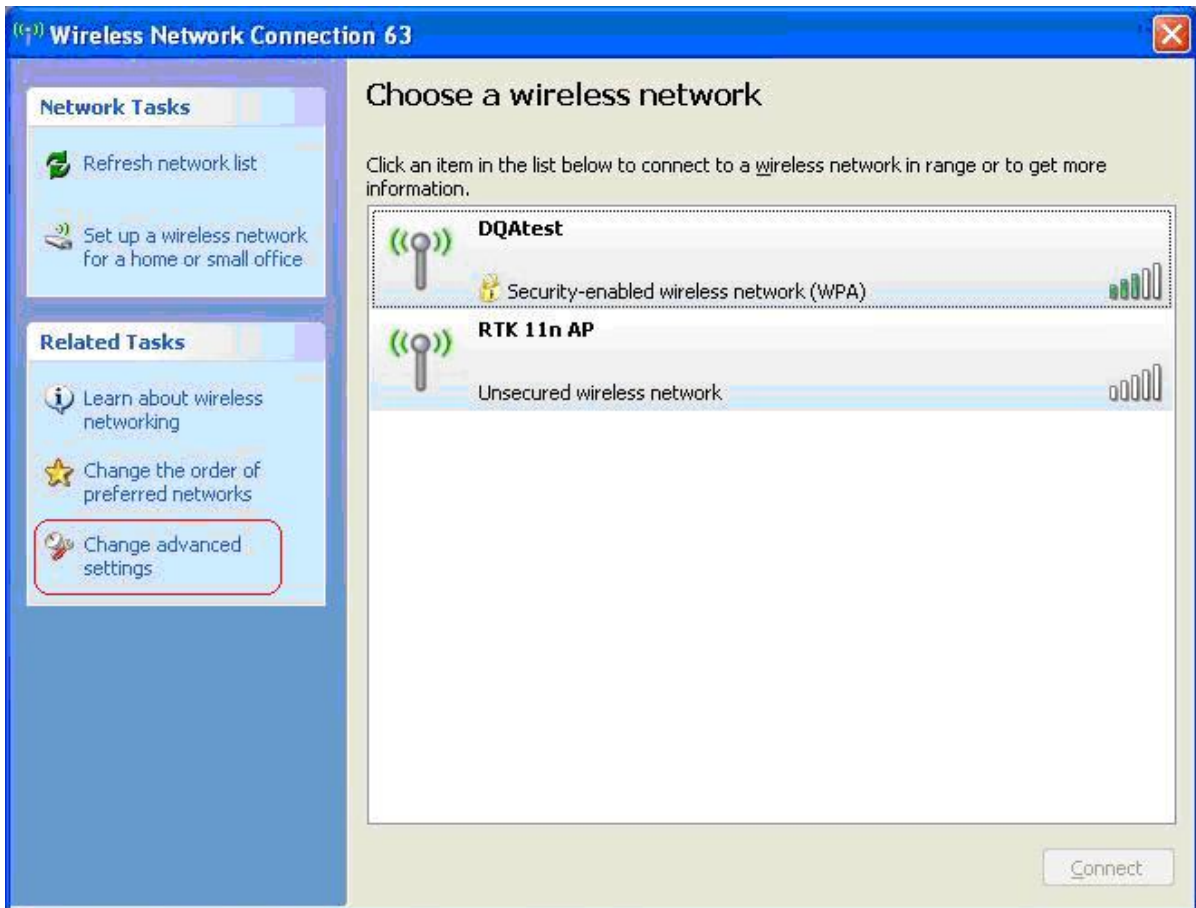 Wireless Network Connection 63
Network Tasks
Refresh network list
Set up a wireless network
for a home or small office
Related Tasks
Learn about wireless
networking
Change the order of
preferred networks
Change advanced
settings
Choose a wireless network
Click an item in the list below to connect to a wireless network in range or to get more
information.
DQAtest
Security-enabled wireless network (WPA)
RTK 11n AP
Unsecured wireless network
Connect